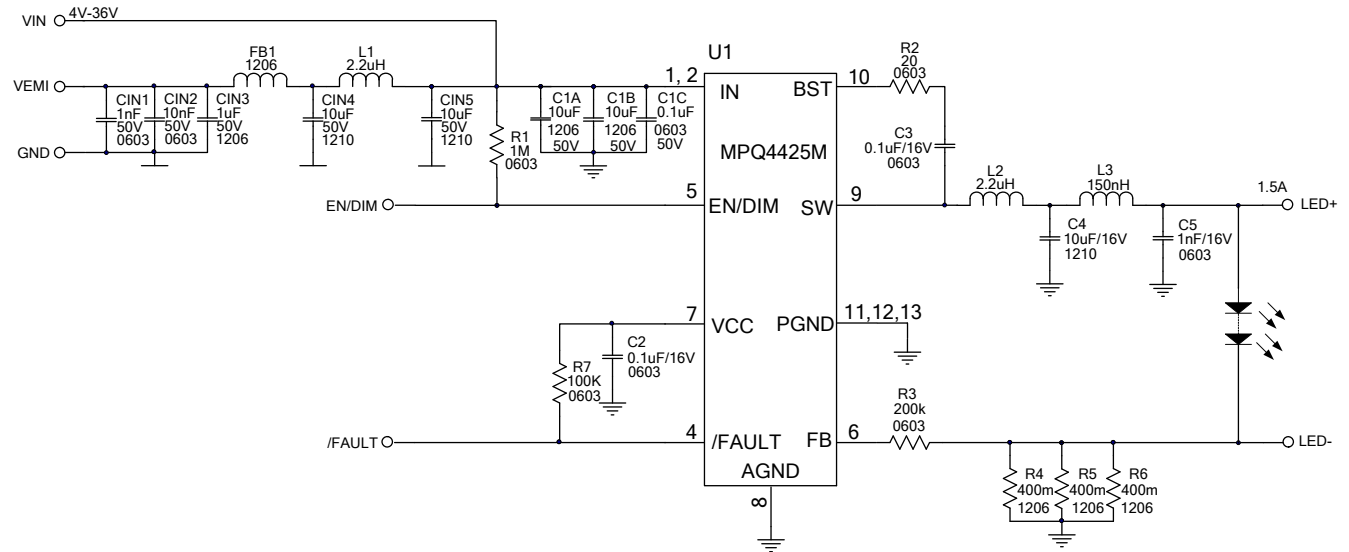 VIN
4V-36V
VEMI
GND
FB1
1206
L1
2.2uH
CIN1
1nF
50V
0603
CIN2
10nF
50V
0603
CIN3
1uF
50V
1206
CIN4
10uF
50V
1210
CIN5
10uF
50V
1210
R1
1M
0603
C1A
10uF
1206
50V
C1B
10uF
1206
50V
C1C
0.1uF
0603
50V
U1
1, 2
IN
BST
10
MPQ4425M
EN/DIM
5
EN/DIM
SW
9
7
VCC
PGND
11,12,13
/FAULT
4
/FAULT
FB
6
AGND
8
R2
20
0603
C3
0.1uF/16V
0603
L2
2.2uH
L3
150nH
1.5A
LED+
C4
10uF/16V
1210
C5
1nF/16V
0603
C2
0.1uF/16V
0603
R7
100K
0603
R3
200k
0603
LED-
R4
400m
1206
R5
400m
1206
R6
400m
1206